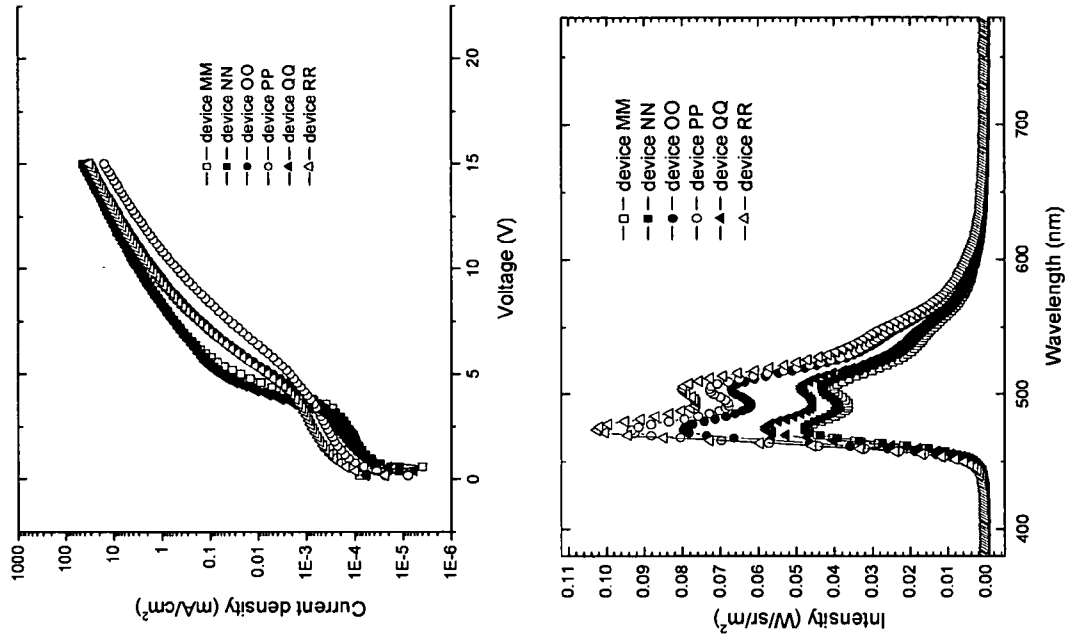 1000
100
10
1
0.1
0.01
1E-3
1E-4
1E-5
1E-6
Current density (mA/cm²)
0
5
10
15
20
Voltage (V)
device MM
device NN
device OO
device PP
device QQ
device RR
0.11
0.10
0.09
0.08
0.07
0.06
0.05
0.04
0.03
0.02
0.01
0.00
Intensity (W/sr/m²)
400
500
600
700
Wavelength (nm)
device MM
device NN
device OO
device PP
device QQ
device RR